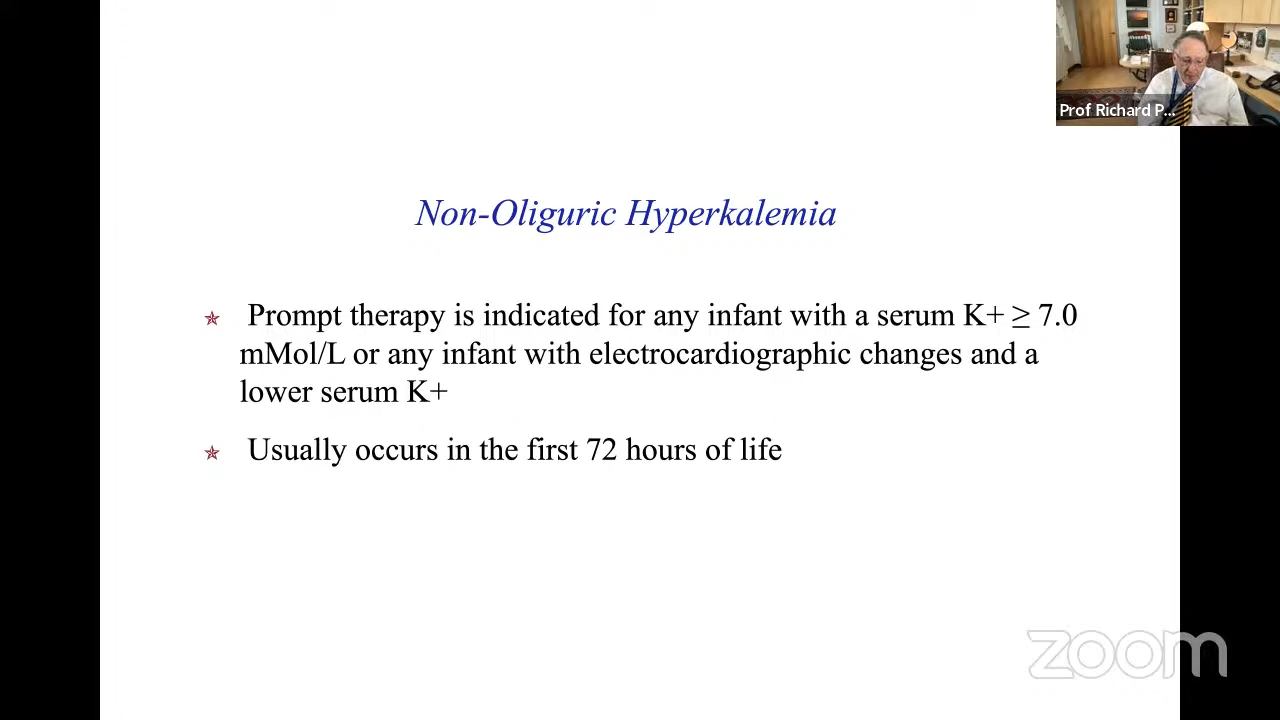 Prof Richard P...
Non-Oliguric Hyperkalemia
Prompt therapy is indicated for any infant with a serum K+ ≥ 7.0
mMol/L or any infant with electrocardiographic changes and a
lower serum K+
Usually occurs in the first 72 hours of life
zoom